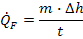 Q̇_F = (m · Δh) / t